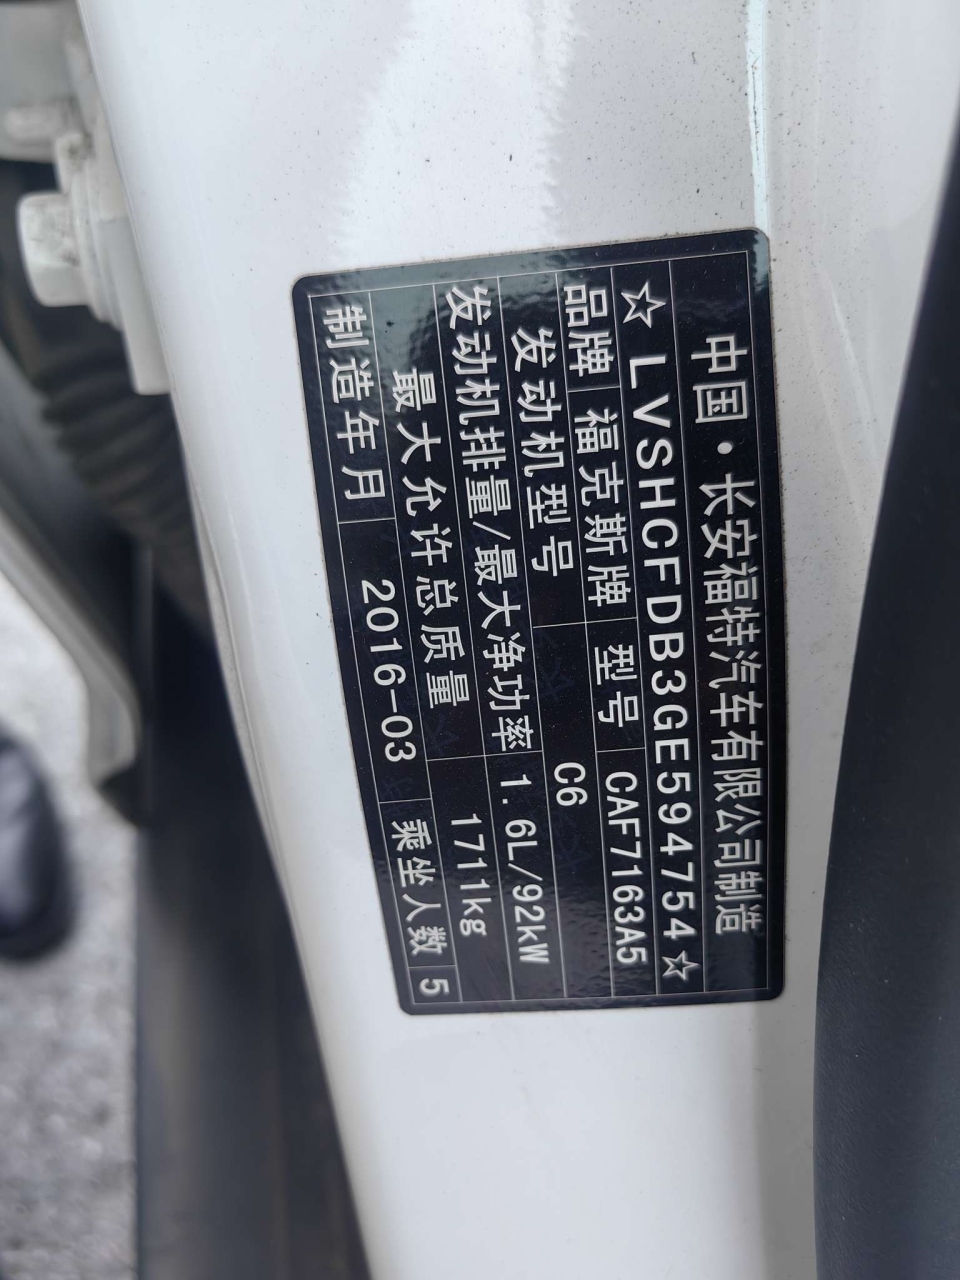 中国·长安福特汽车有限公司制造
☆LVSHCFDB3GE594754☆
品牌 福克斯牌 型号 CAF7163A5
发动机型号 C6
发动机排量/最大净功率 1.6L/92kW
最大允许总质量 1711kg
制造年月 2016-03 乘坐人数 5